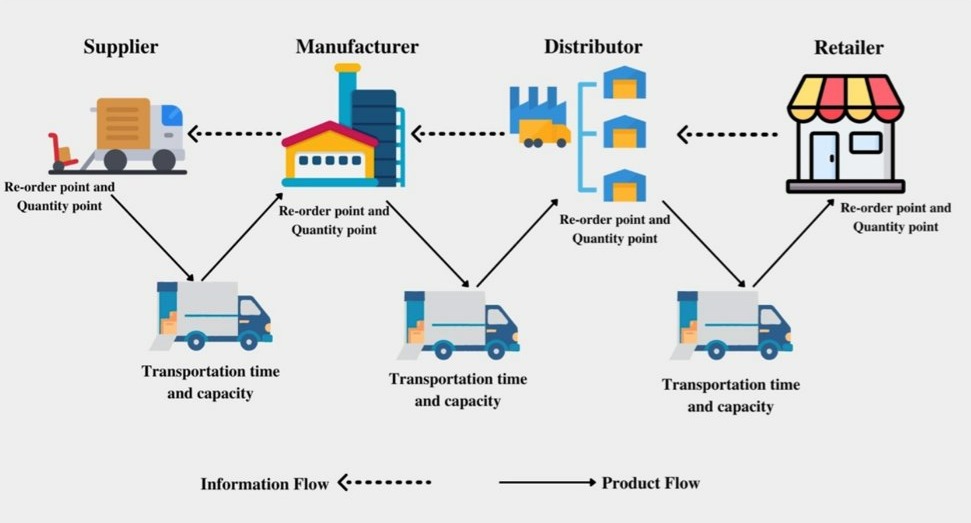 Supplier
Manufacturer
Distributor
Retailer
Re-order point and
Quantity point
Re-order point and
Quantity point
Re-order point and
Quantity point
Re-order point and
Quantity point
Transportation time
and capacity
Transportation time
and capacity
Transportation time
and capacity
Information Flow
Product Flow